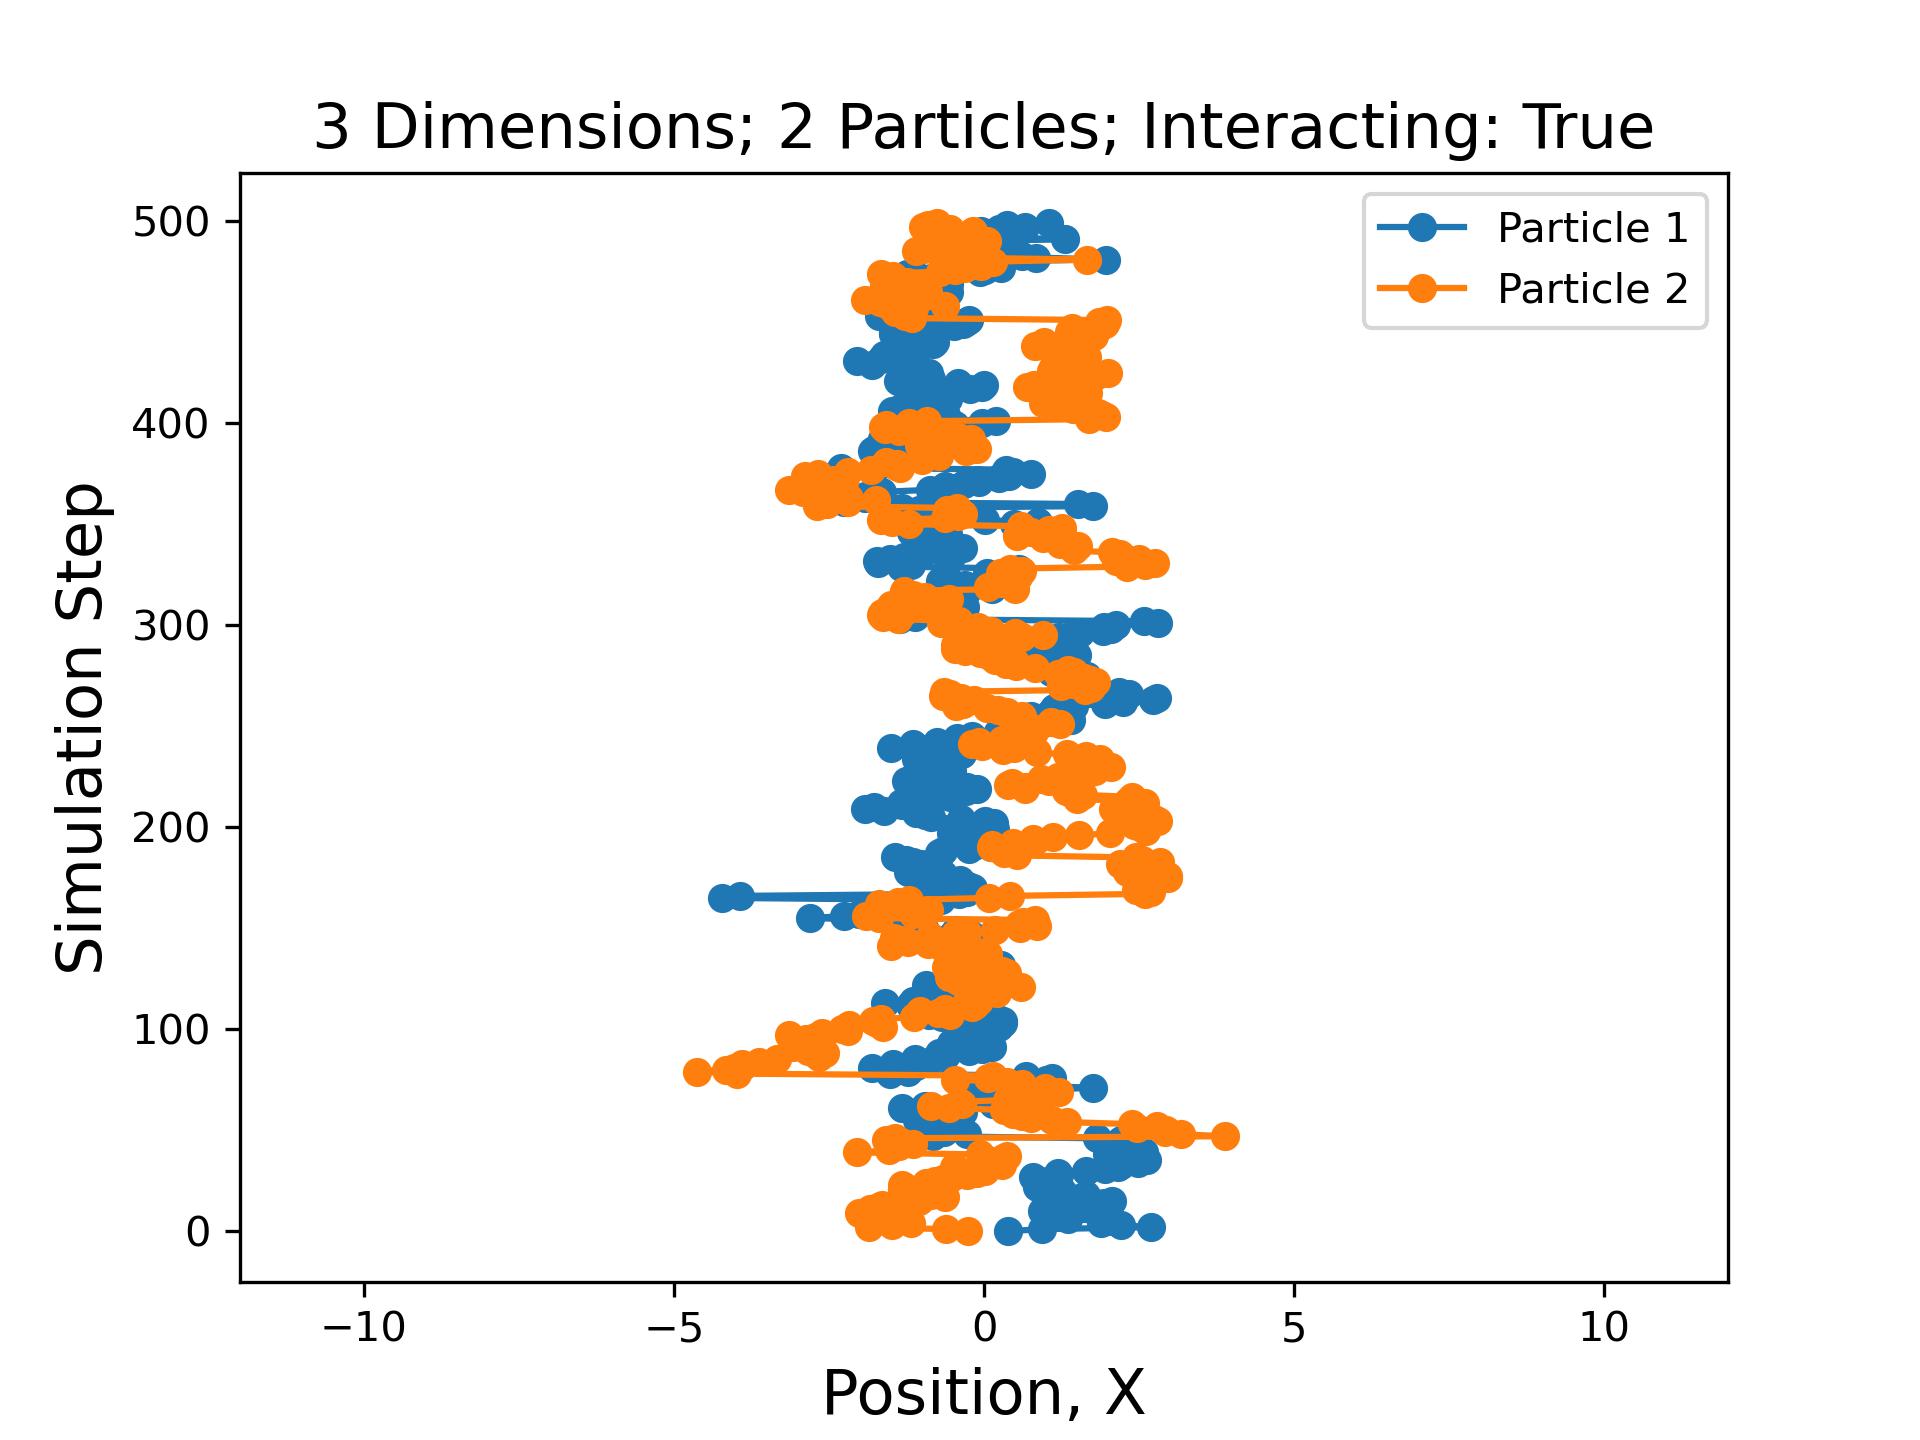 3 Dimensions; 2 Particles; Interacting: True
Particle 1
Particle 2
500
400
300
200
100
0
Simulation Step
−10 −5 0 5 10
Position, X